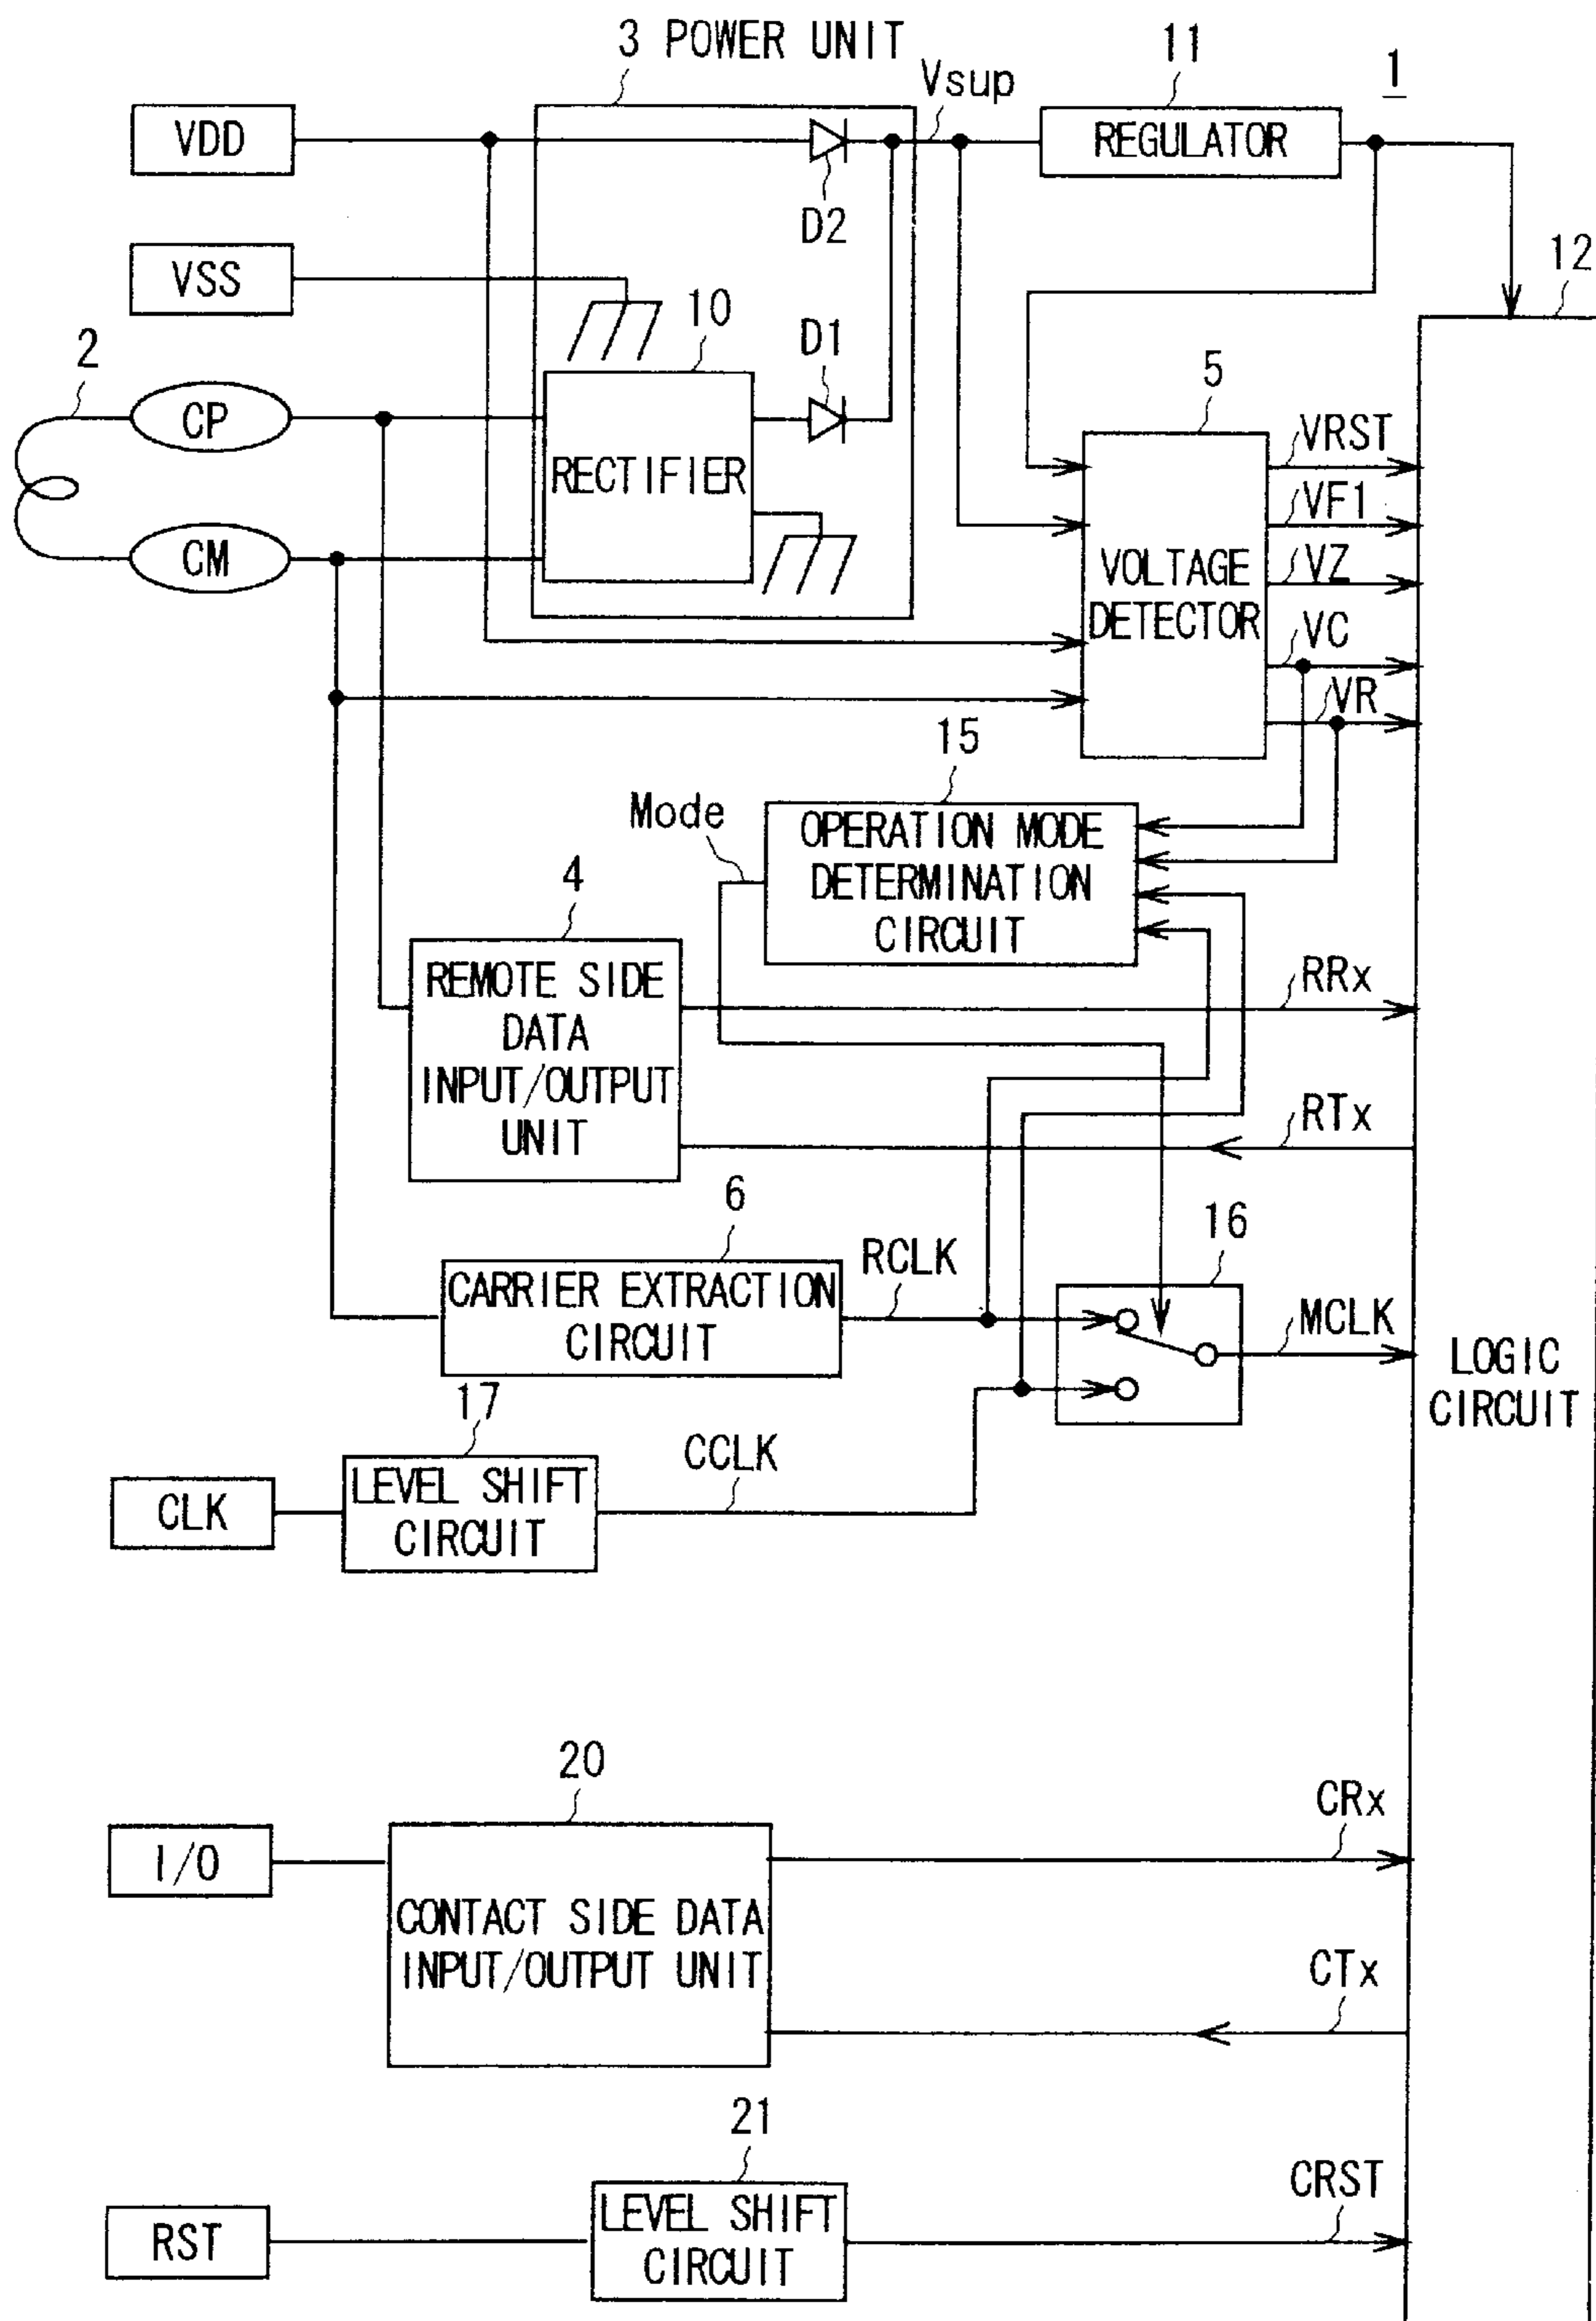 3 POWER UNIT
11
1
Vsup
VDD
REGULATOR
D2
12
VSS
10
D1
2
5
CP
VRST
RECTIFIER
VF1
CM
VZ
VOLTAGE
DETECTOR
VC
VR
15
Mode
OPERATION MODE
DETERMINATION
CIRCUIT
4
REMOTE SIDE
DATA
INPUT/OUTPUT
UNIT
RRx
RTx
6
16
RCLK
CARRIER EXTRACTION
CIRCUIT
MCLK
LOGIC
CIRCUIT
17
CCLK
LEVEL SHIFT
CIRCUIT
CLK
20
CRx
I/O
CONTACT SIDE DATA
INPUT/OUTPUT UNIT
CTx
21
CRST
LEVEL SHIFT
CIRCUIT
RST